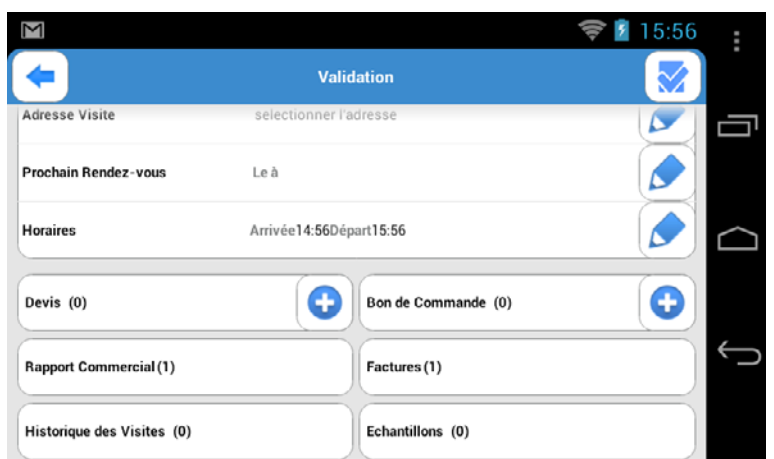 15:56
Validation
Adresse Visite selectionner l'adresse
Prochain Rendez-vous Le à
Horaires Arrivée14:56Départ15:56
Devis (0) Bon de Commande (0)
Rapport Commercial(1) Factures(1)
Historique des Visites (0) Echantillons (0)